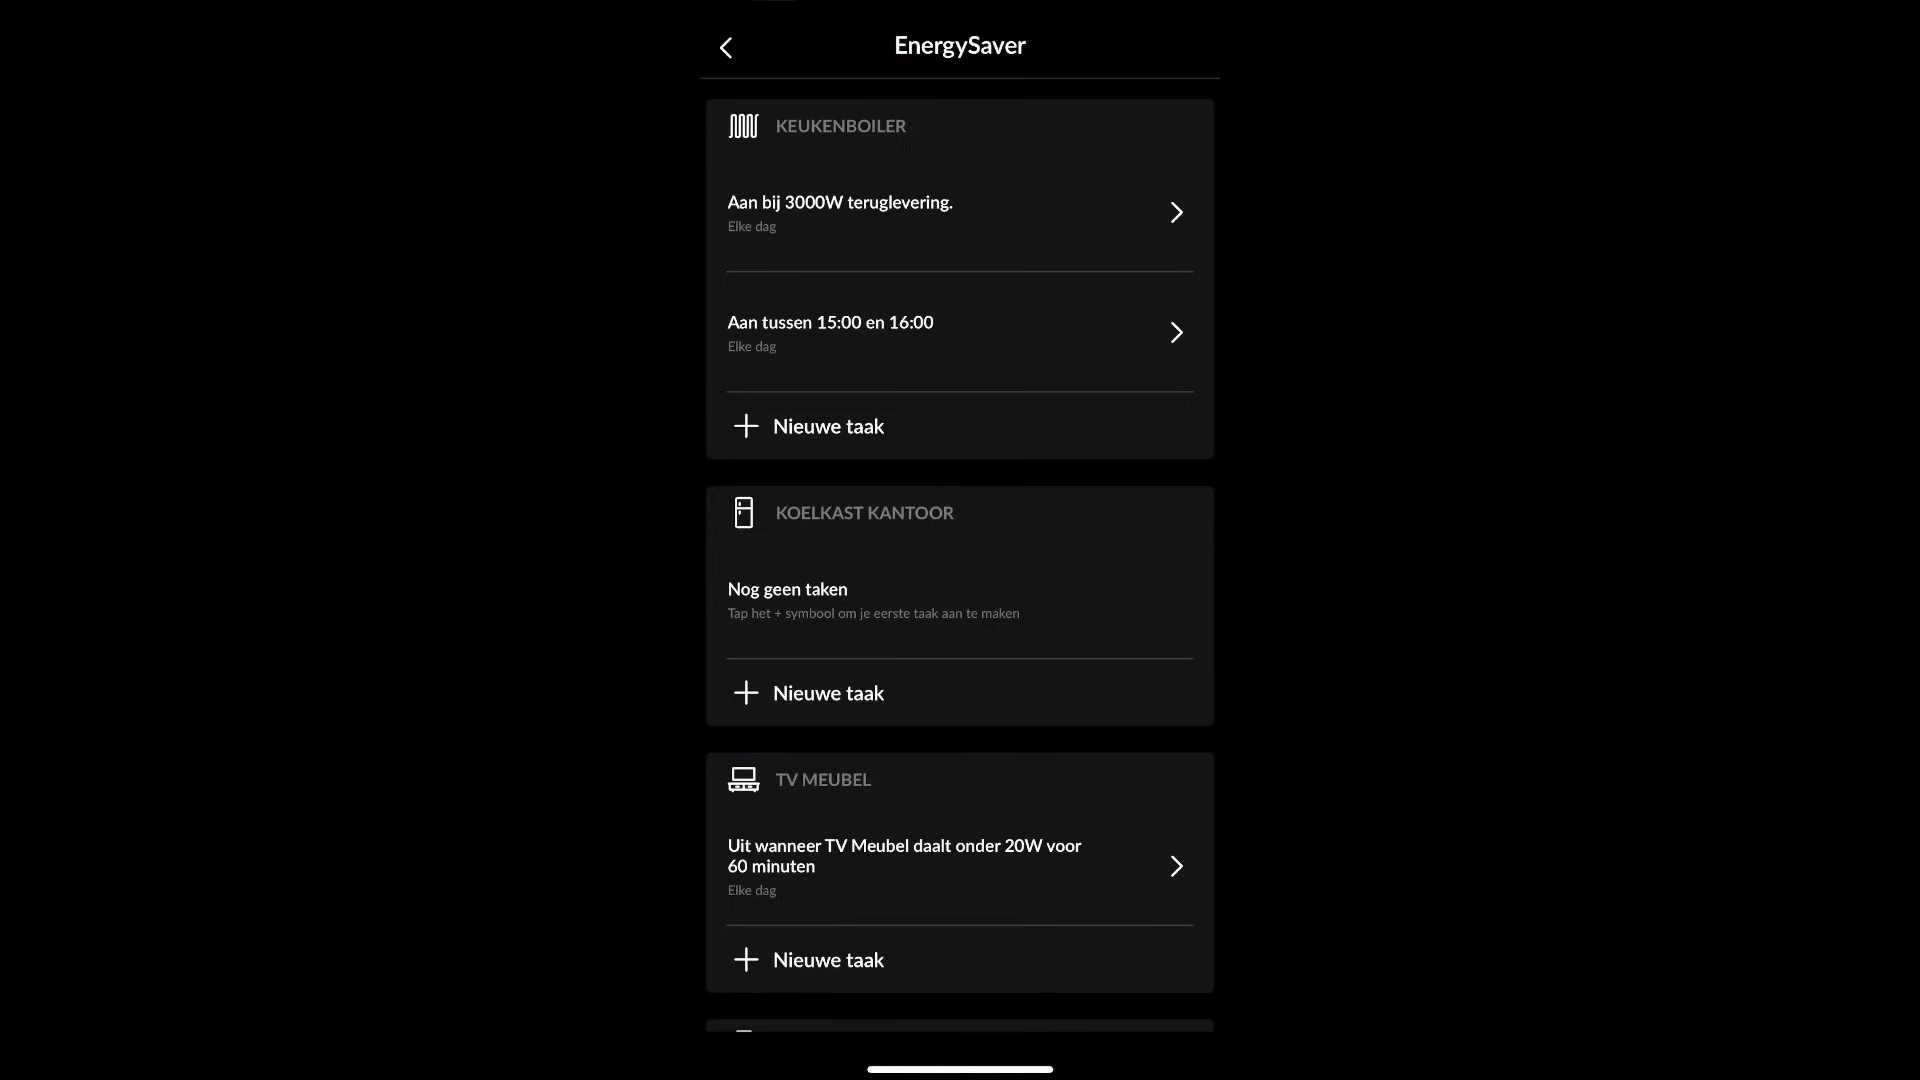 EnergySaver
KEUKENBOILER
Aan bij 3000W teruglevering.
Elke dag
Aan tussen 15:00 en 16:00
Elke dag
Nieuwe taak
KOELKAST KANTOOR
Nog geen taken
Tap het + symbool om je eerste taak aan te maken
Nieuwe taak
TV MEUBEL
Uit wanneer TV Meubel daalt onder 20W voor
60 minuten
Elke dag
Nieuwe taak